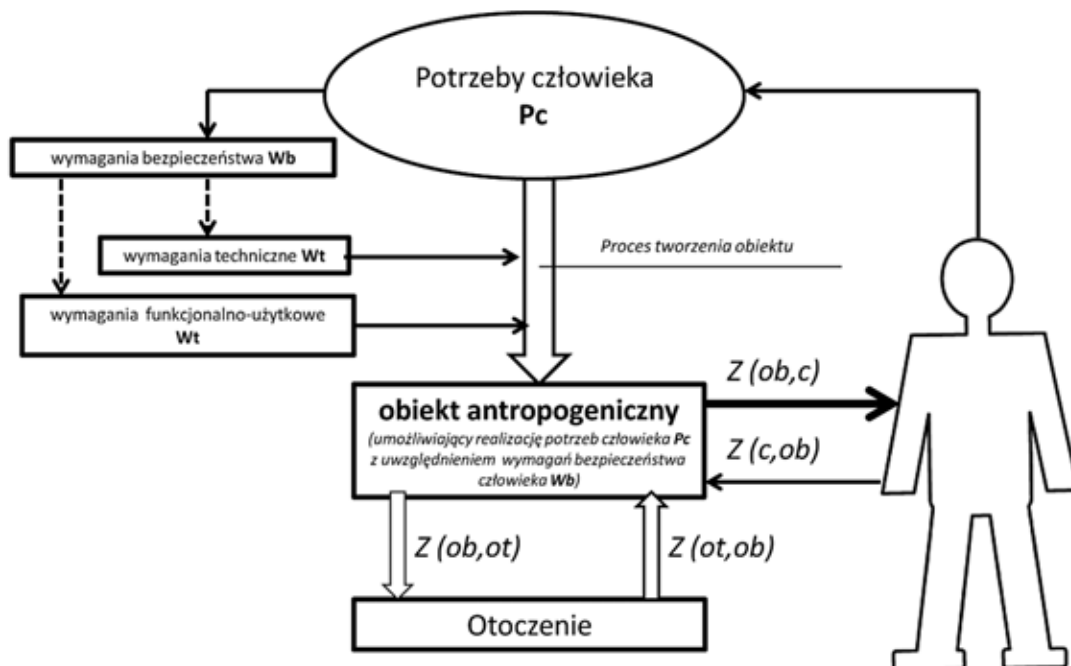 Potrzeby człowieka
Pc
wymagania bezpieczeństwa Wb
wymagania techniczne Wt
Proces tworzenia obiektu
wymagania funkcjonalno-użytkowe
Wt
Z (ob,c)
obiekt antropogeniczny
(umożliwiający realizację potrzeb człowieka Pc
z uwzględnieniem wymagań bezpieczeństwa
człowieka Wb)
Z (c,ob)
Z (ob,ot)
Z (ot,ob)
Otoczenie